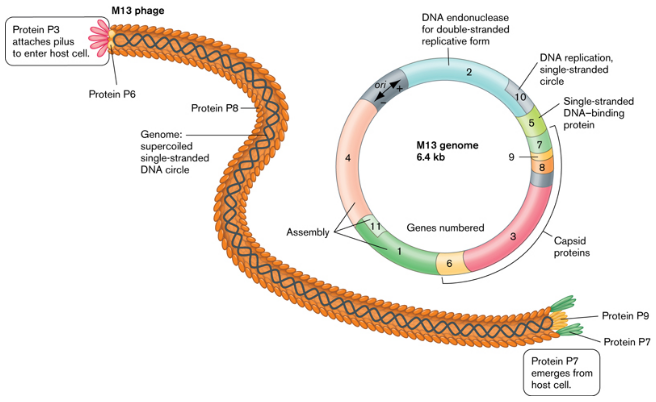 M13 phage
Protein P3
attaches pilus
to enter host cell.
Protein P6
Protein P8
Genome:
supercoiled
single-stranded
DNA circle
DNA endonuclease
for double-stranded
replicative form
DNA replication,
single-stranded
circle
Single-stranded
DNA–binding
protein
ori
+
–
2
10
5
7
9
8
3
6
1
11
4
M13 genome
6.4 kb
Genes numbered
Assembly
Capsid
proteins
Protein P9
Protein P7
Protein P7
emerges from
host cell.